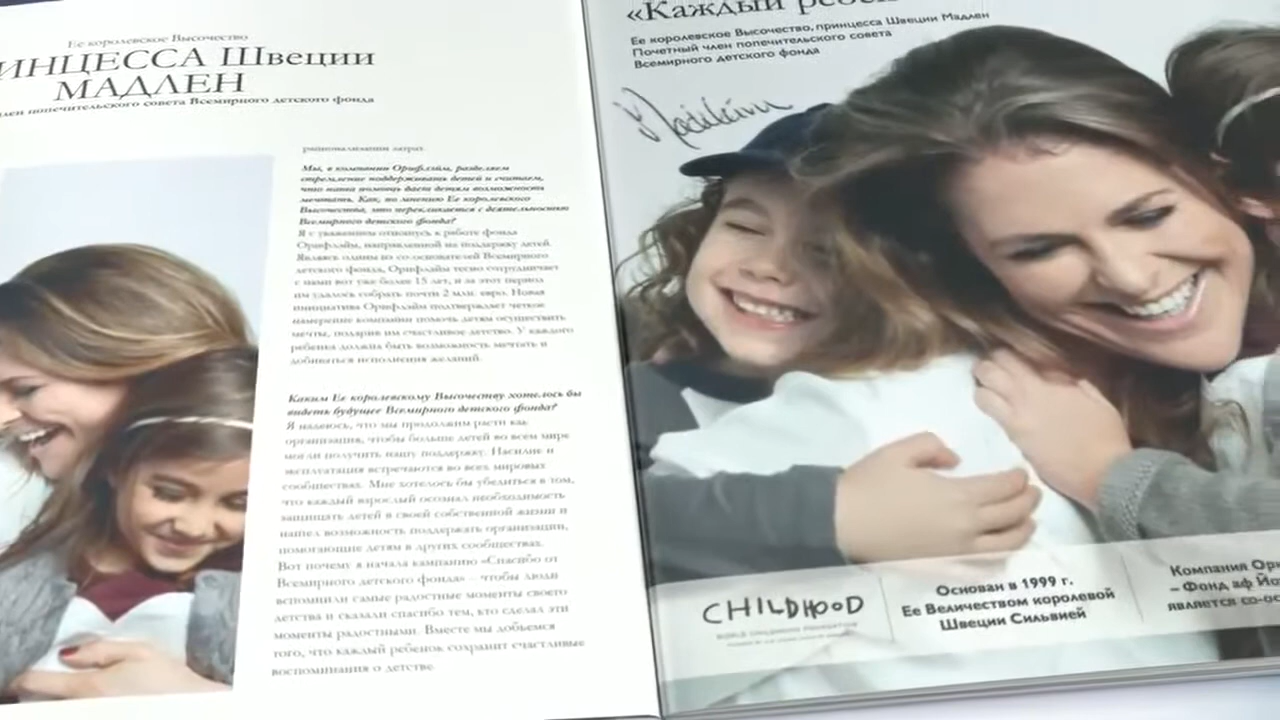 Ее королевское Высочество
ПРИНЦЕССА Швеции
МАДЛЕН
член попечительского совета Всемирного детского фонда
рационализации затрат.
Мы, в компании Орифлэйм, разделяем
стремление поддерживать детей и считаем,
что наша помощь дает детям возможность
мечтать. Как, по мнению Ее королевского
Высочества, это перекликается с деятельностью
Всемирного детского фонда?
Я с уважением отношусь к работе фонда
Орифлэйм, направленной на поддержку детей.
Являясь одним из со-основателей Всемирного
детского фонда, Орифлэйм тесно сотрудничает
с нами вот уже более 15 лет, и за этот период
им удалось собрать почти 2 млн. евро. Новая
инициатива Орифлэйм подтверждает четкое
намерение компании помочь детям осуществить
мечты, подарив им счастливое детство. У каждого
ребенка должна быть возможность мечтать и
добиваться исполнения желаний.
Каким Ее королевскому Высочеству хотелось бы
видеть будущее Всемирного детского фонда?
Я надеюсь, что мы продолжим расти как
организация, чтобы больше детей во всем мире
могли получить нашу поддержку. Насилие и
эксплуатация встречаются во всех мировых
сообществах. Мне хотелось бы убедиться в том,
что каждый взрослый осознал необходимость
защищать детей в своей собственной жизни и
нашел возможность поддержать организации,
помогающие детям в других сообществах.
Вот почему я начала кампанию «Спасибо от
Всемирного детского фонда» – чтобы люди
вспомнили самые радостные моменты своего
детства и сказали спасибо тем, кто сделал эти
моменты радостными. Вместе мы добьемся
того, что каждый ребенок сохранит счастливые
воспоминания о детстве
«Каждый
Ее королевское Высочество, принцесса Швеции Мадлен
Почетный член попечительского совета
Всемирного детского фонда
CHILDHOOD
WORLD CHILDHOOD FOUNDATION
Основан в 1999 г.
Ее Величеством королевой
Швеции Сильвией
Компания Ори
– Фонд аф Йо
является со-ос